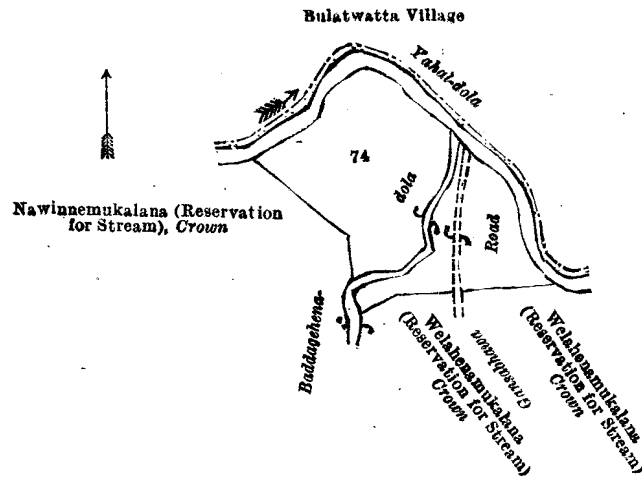 Bulatwatta Village
Pahal-dola
74
dola
Road
Nawinnemukalana (Reservation
for Stream), Crown
Baddagehena-
Welahenamukalana
(Reservation for Stream)
Crown
Gansabhawa
Welahenamukalana
(Reservation for Stream)
Crown